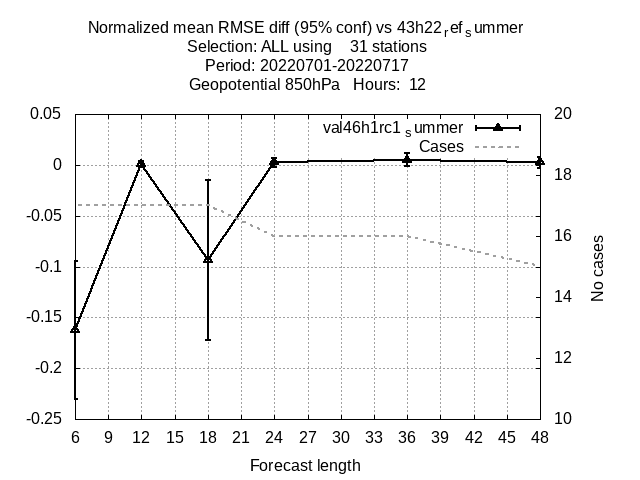 Normalized mean RMSE diff (95% conf) vs 43h22refsummer
Selection: ALL using 31 stations
Period: 20220701-20220717
Geopotential 850hPa Hours: 12
val46h1rc1summer
Cases
0.05
0
-0.05
-0.1
-0.15
-0.2
-0.25
20
18
16
14
12
10
No cases
6 9 12 15 18 21 24 27 30 33 36 39 42 45 48
Forecast length